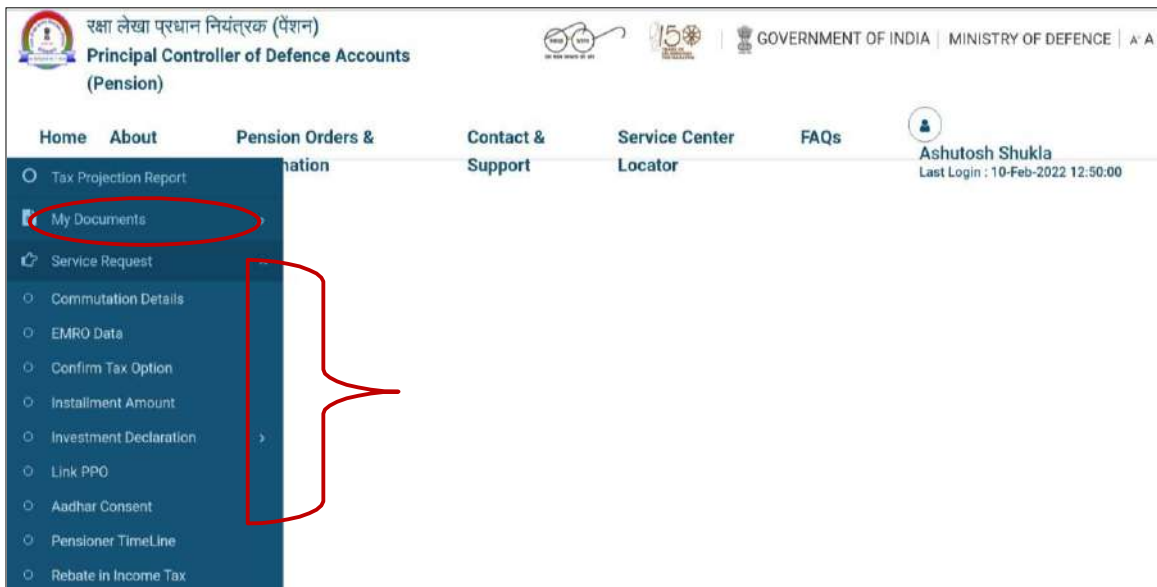 रक्षा लेखा प्रधान नियंत्रक (पेंशन)
Principal Controller of Defence Accounts
(Pension)
GOVERNMENT OF INDIA | MINISTRY OF DEFENCE | A- A
Home About Pension Orders & Contact & Service Center FAQs
mation Support Locator
Ashutosh Shukla
Last Login : 10-Feb-2022 12:50:00
Tax Projection Report
My Documents
Service Request
Commutation Details
EMRO Data
Confirm Tax Option
Installment Amount
Investment Declaration
Link PPO
Aadhar Consent
Pensioner TimeLine
Rebate in Income Tax